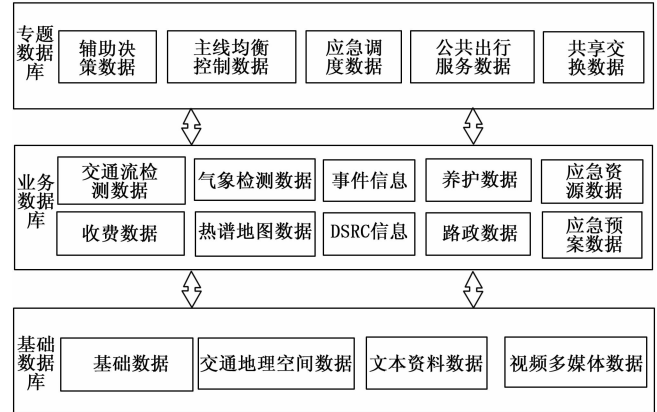 专题
数据
库
辅助决
策数据
主线均衡
控制数据
应急调
度数据
公共出行
服务数据
共享交
换数据
业务
数据
库
交通流检
测数据
气象检测数据
事件信息
养护数据
应急资
源数据
收费数据
热谱地图数据
DSRC信息
路政数据
应急预
案数据
基础
数据
库
基础数据
交通地理空间数据
文本资料数据
视频多媒体数据